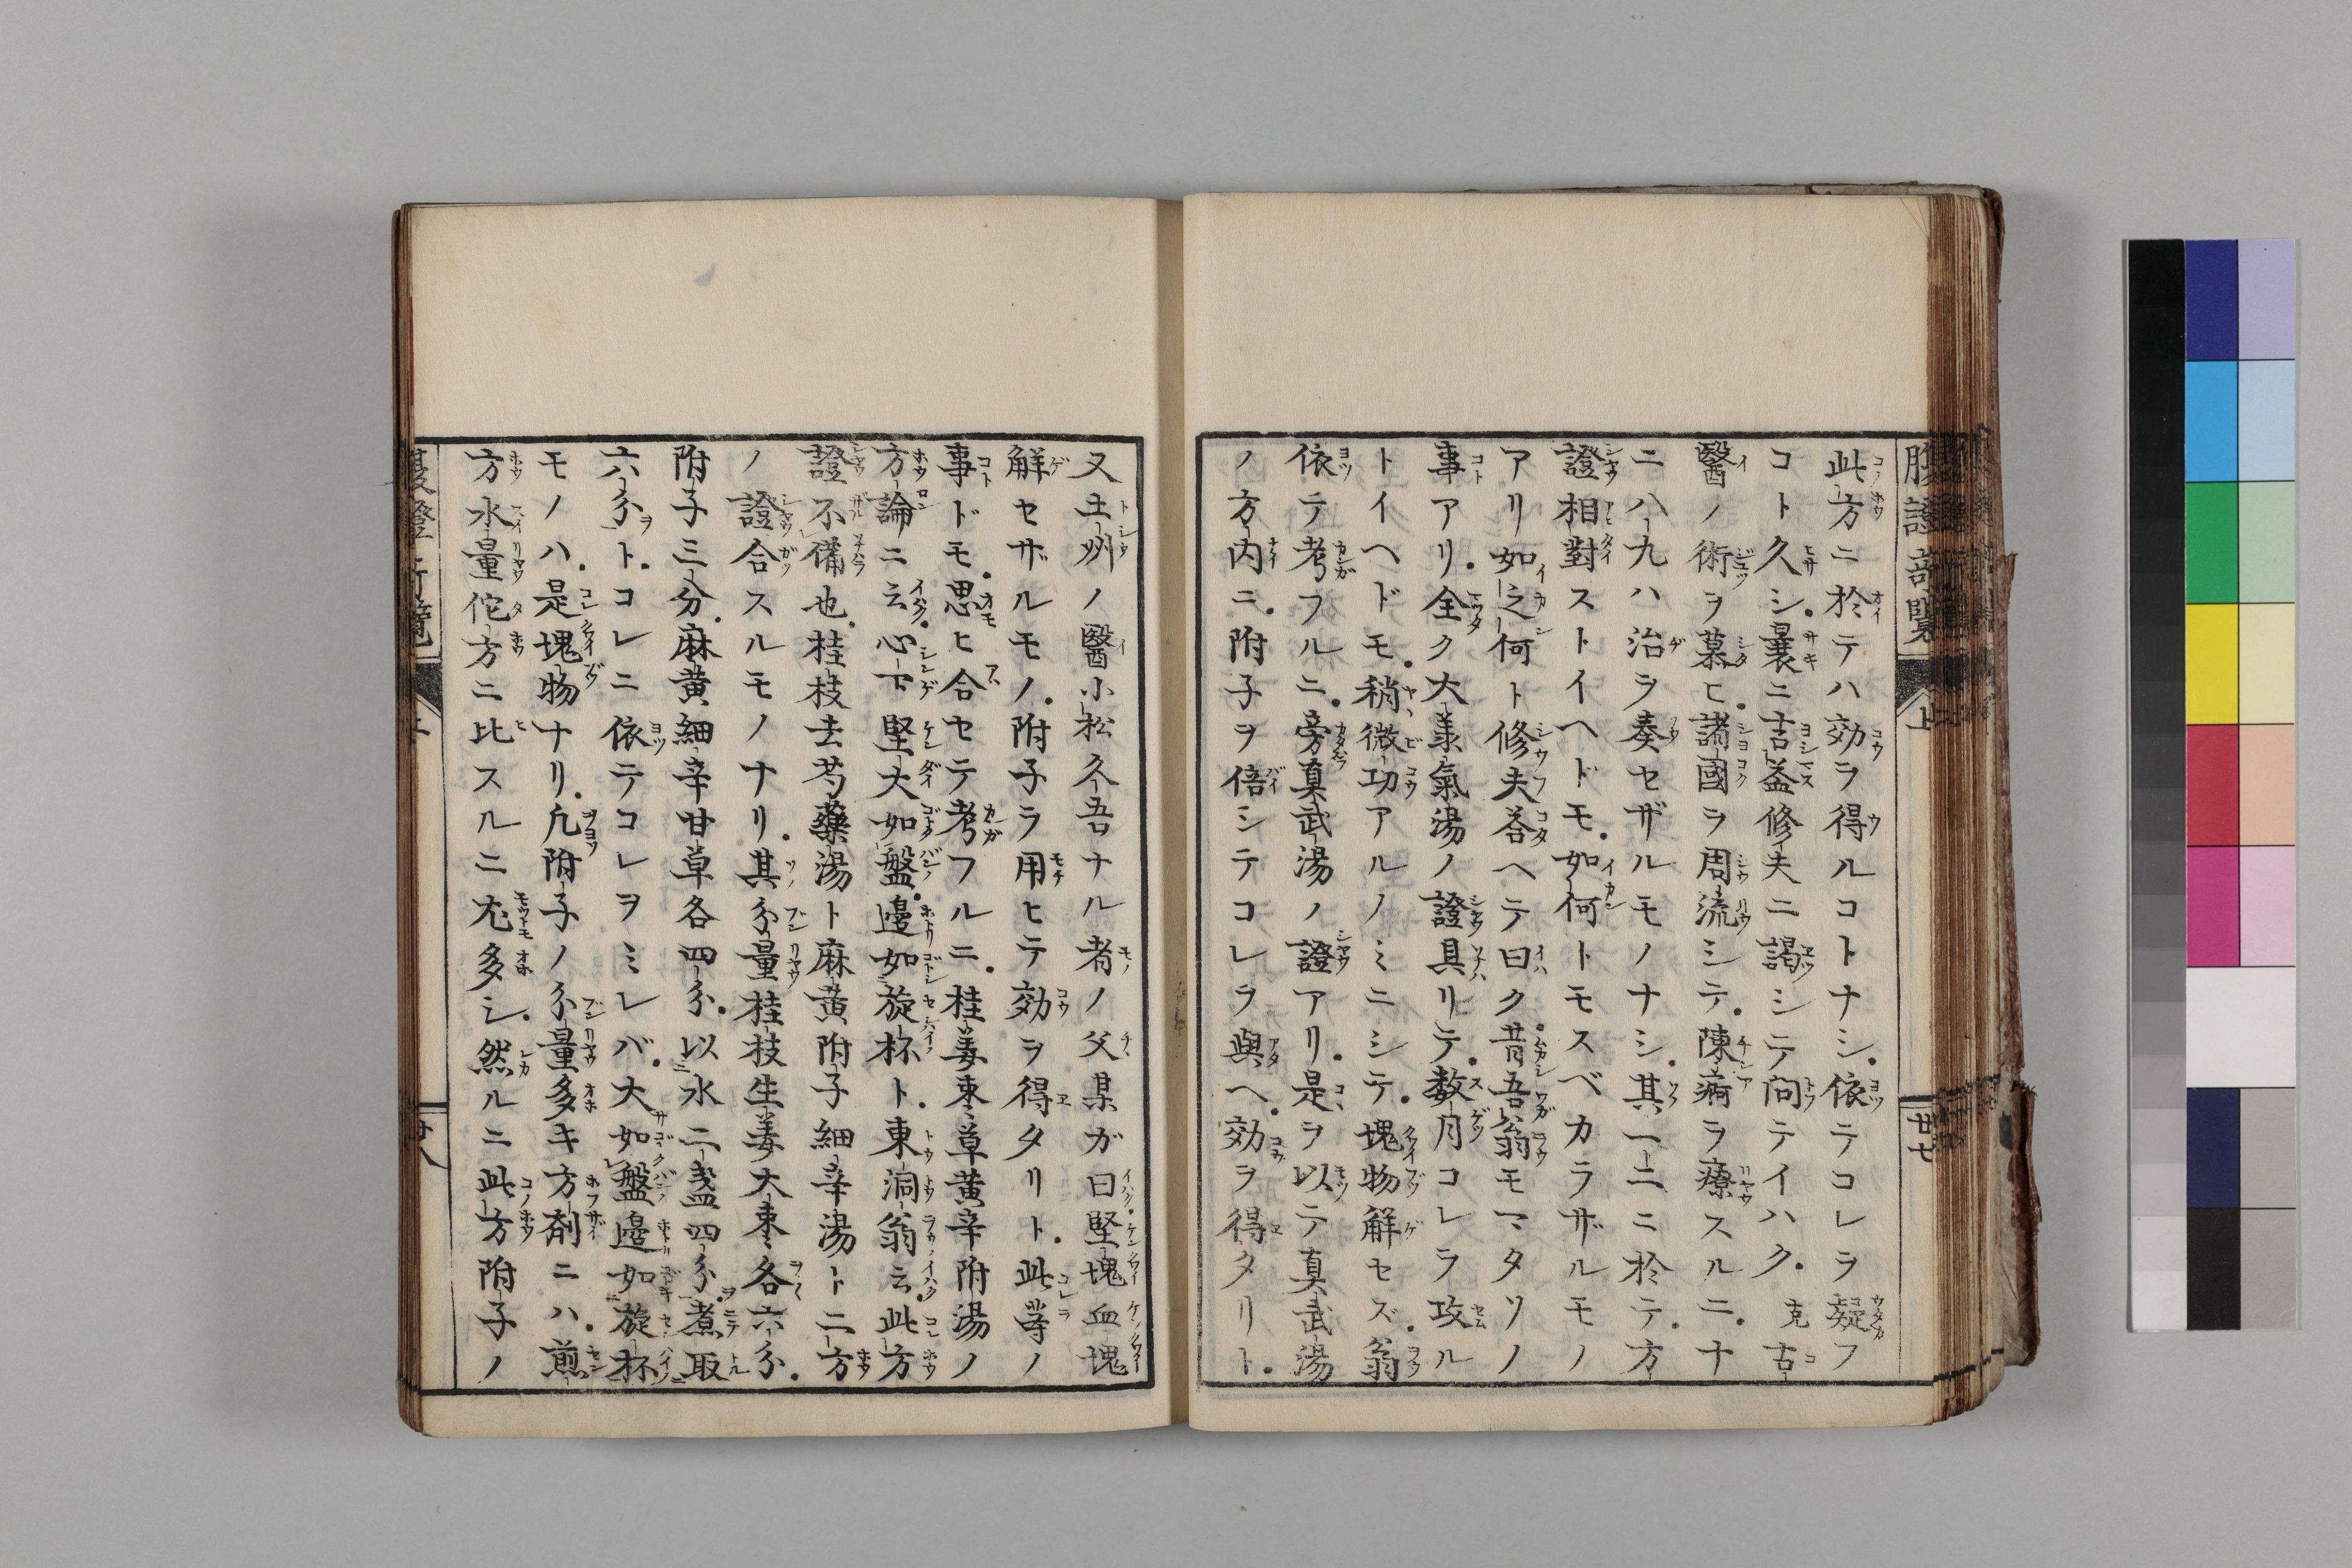 腹證奇覽 上 廿七
此方ニ於テハ効ヲ得ルコトナシ依テコレヲ凝フ
コト久シ曩ニ吉益修夫ニ謁シテ問テイハク克古
醫ノ術ヲ慕ヒ諸國ヲ周流シテ陳痾ヲ療スルニ十
ニ八九ハ治ヲ奏セザルモノナシ其一二ニ於テ方
證相對ストイヘドモ如何トモスベカラザルモノ
アリ如之何ト修夫荅ヘテ曰ク昔吾翁モマタソノ
事アリ全ク大羕氣湯ノ證具リテ数月コレヲ攻ル
トイヘドモ稍微功アルノミニシテ塊物解セズ翁
依テ考フルニ旁真武湯ノ證アリ是ヲ以テ真武湯
ノ方内ニ附子ヲ倍シテコレヲ與ヘ効ヲ得タリト
又土州ノ醫小松久吾ナル者ノ父某ガ曰堅塊血塊
解セザルモノ附子ヲ用ヒテ効ヲ得タリト此䓁ノ
事ドモ思ヒ合セテ考フルニ桂姜枣草黄辛附湯ノ
方論ニ云心下堅大如盤邉如旋杯ト東洞翁云此方
證不備也桂枝去芍藥湯ト麻黄附子細辛湯ト二方
ノ證合スルモノナリ其分量桂枝生姜大枣各六分
附子三分麻黄細辛甘草各四分以水二盞四分煮取
六分トコレニ依テコレヲミレバ大如盤邉如旋杯
モノハ是塊物ナリ凡附子ノ分量多キ方剤ニハ煎
方水量佗方ニ比スルニ尤多シ然ルニ此方附子ノ